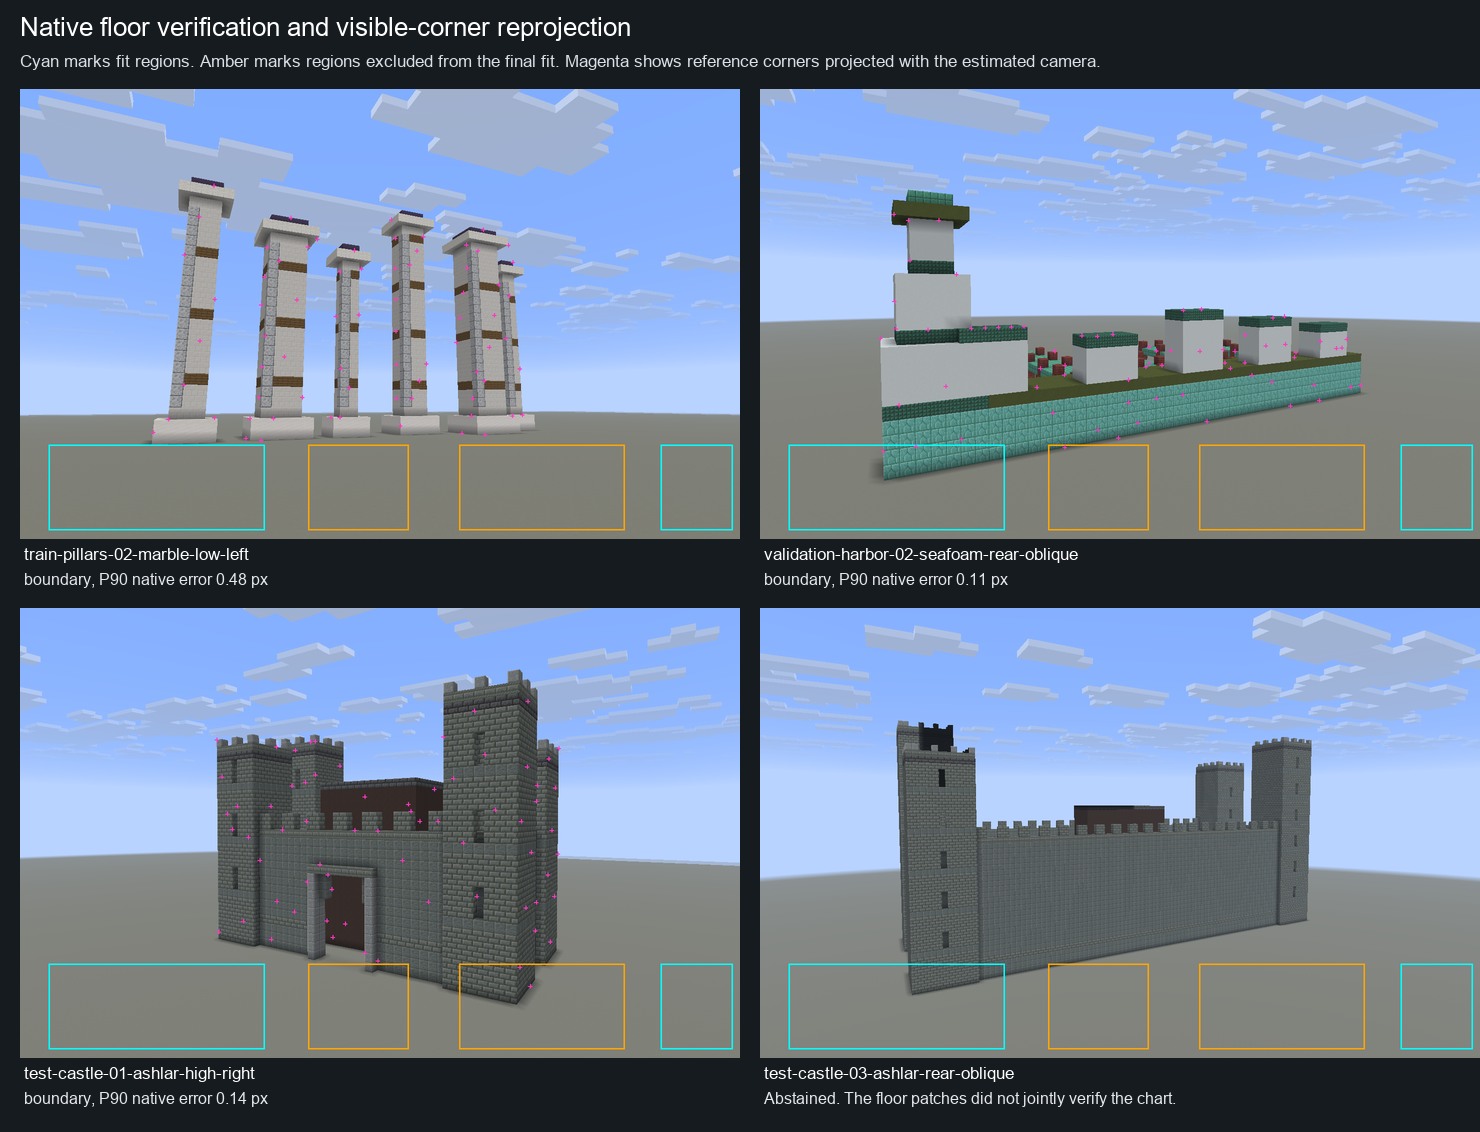 Native floor verification and visible-corner reprojection
Cyan marks fit regions. Amber marks regions excluded from the final fit. Magenta shows reference corners projected with the estimated camera.
train-pillars-02-marble-low-left
boundary, P90 native error 0.48 px
validation-harbor-02-seafoam-rear-oblique
boundary, P90 native error 0.11 px
test-castle-01-ashlar-high-right
boundary, P90 native error 0.14 px
test-castle-03-ashlar-rear-oblique
Abstained. The floor patches did not jointly verify the chart.